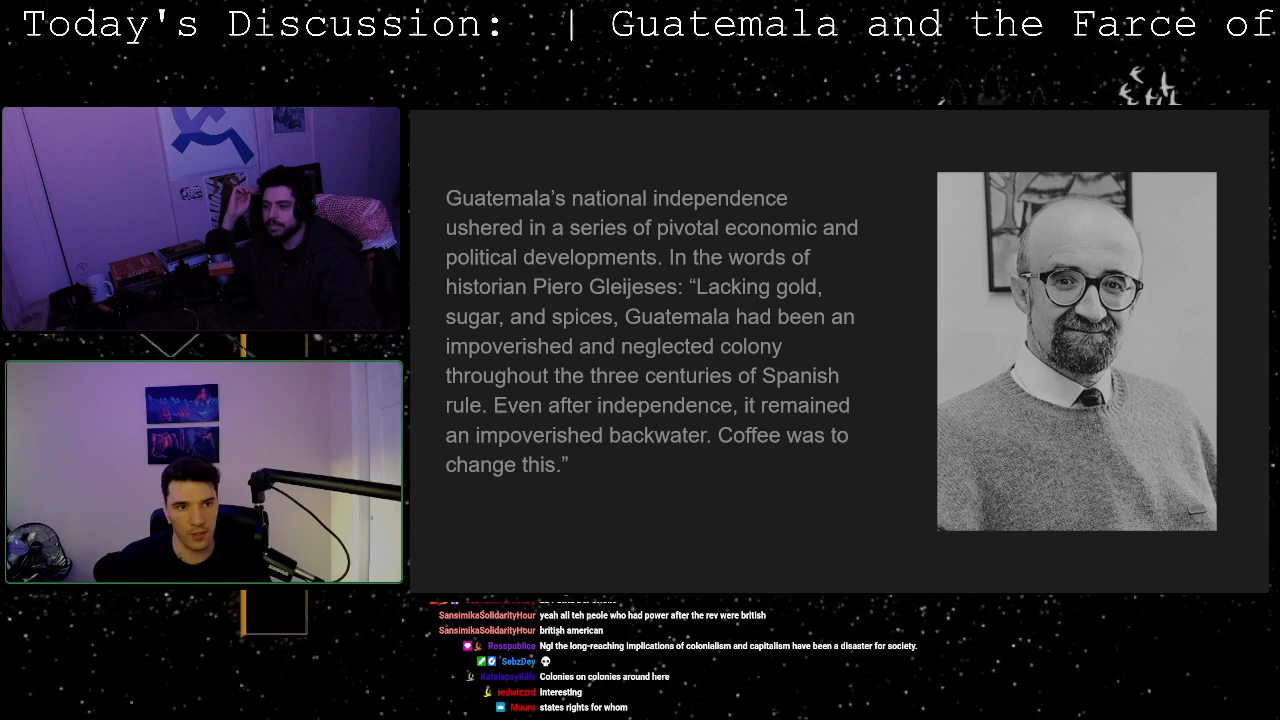 Today's Discussion: | Guatemala and the Farce of
Guatemala’s national independence
ushered in a series of pivotal economic and
political developments. In the words of
historian Piero Gleijeses: “Lacking gold,
sugar, and spices, Guatemala had been an
impoverished and neglected colony
throughout the three centuries of Spanish
rule. Even after independence, it remained
an impoverished backwater. Coffee was to
change this.”
SansimikaSolidarityHour yeah all teh peole who had power after the rev were british
SansimikaSolidarityHour british american
Rosspublica Ngl the long-reaching implications of colonialism and capitalism have been a disaster for society.
SebzDey 💀
KatalepsyKills Colonies on colonies around here
redwizzrd Interesting
Muuro states rights for whom